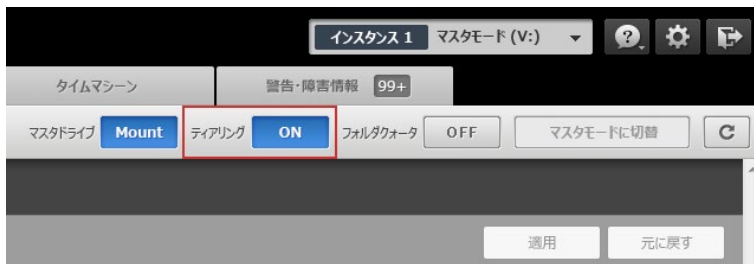 インスタンス 1 マスタモード (V:)
タイムマシーン 警告・障害情報 99+
マスタドライブ Mount ティアリング ON フォルダクォータ OFF マスタモードに切替
適用 元に戻す